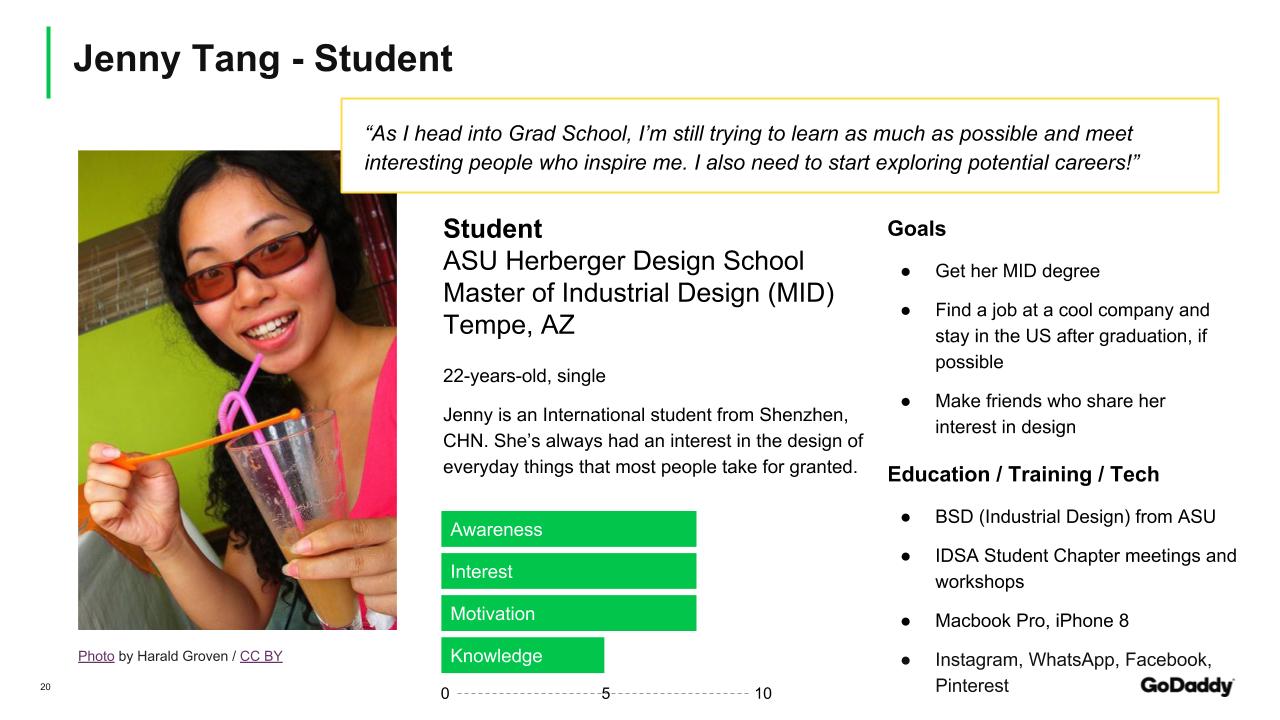 Jenny Tang - Student
“As I head into Grad School, I’m still trying to learn as much as possible and meet
interesting people who inspire me. I also need to start exploring potential careers!”
Student
ASU Herberger Design School
Master of Industrial Design (MID)
Tempe, AZ
22-years-old, single
Jenny is an International student from Shenzhen,
CHN. She’s always had an interest in the design of
everyday things that most people take for granted.
Awareness
Interest
Motivation
Knowledge
0 5 10
Goals
● Get her MID degree
● Find a job at a cool company and
stay in the US after graduation, if
possible
● Make friends who share her
interest in design
Education / Training / Tech
● BSD (Industrial Design) from ASU
● IDSA Student Chapter meetings and
workshops
● Macbook Pro, iPhone 8
● Instagram, WhatsApp, Facebook,
Pinterest
Photo by Harald Groven / CC BY
20
GoDaddy